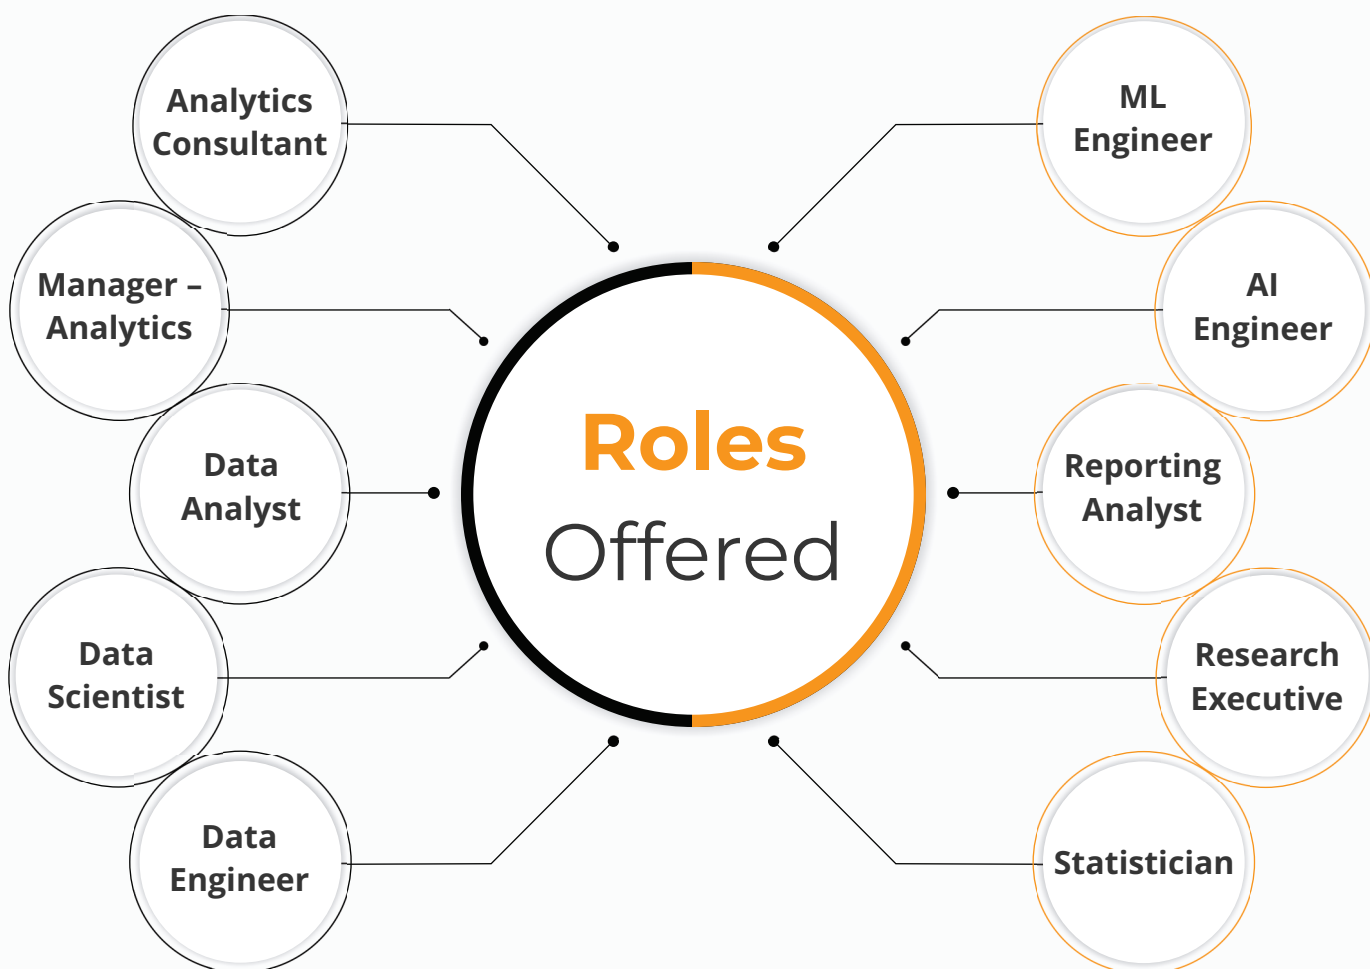 Analytics
Consultant
Manager –
Analytics
Data
Analyst
Data
Scientist
Data
Engineer
Roles
Offered
ML
Engineer
AI
Engineer
Reporting
Analyst
Research
Executive
Statistician